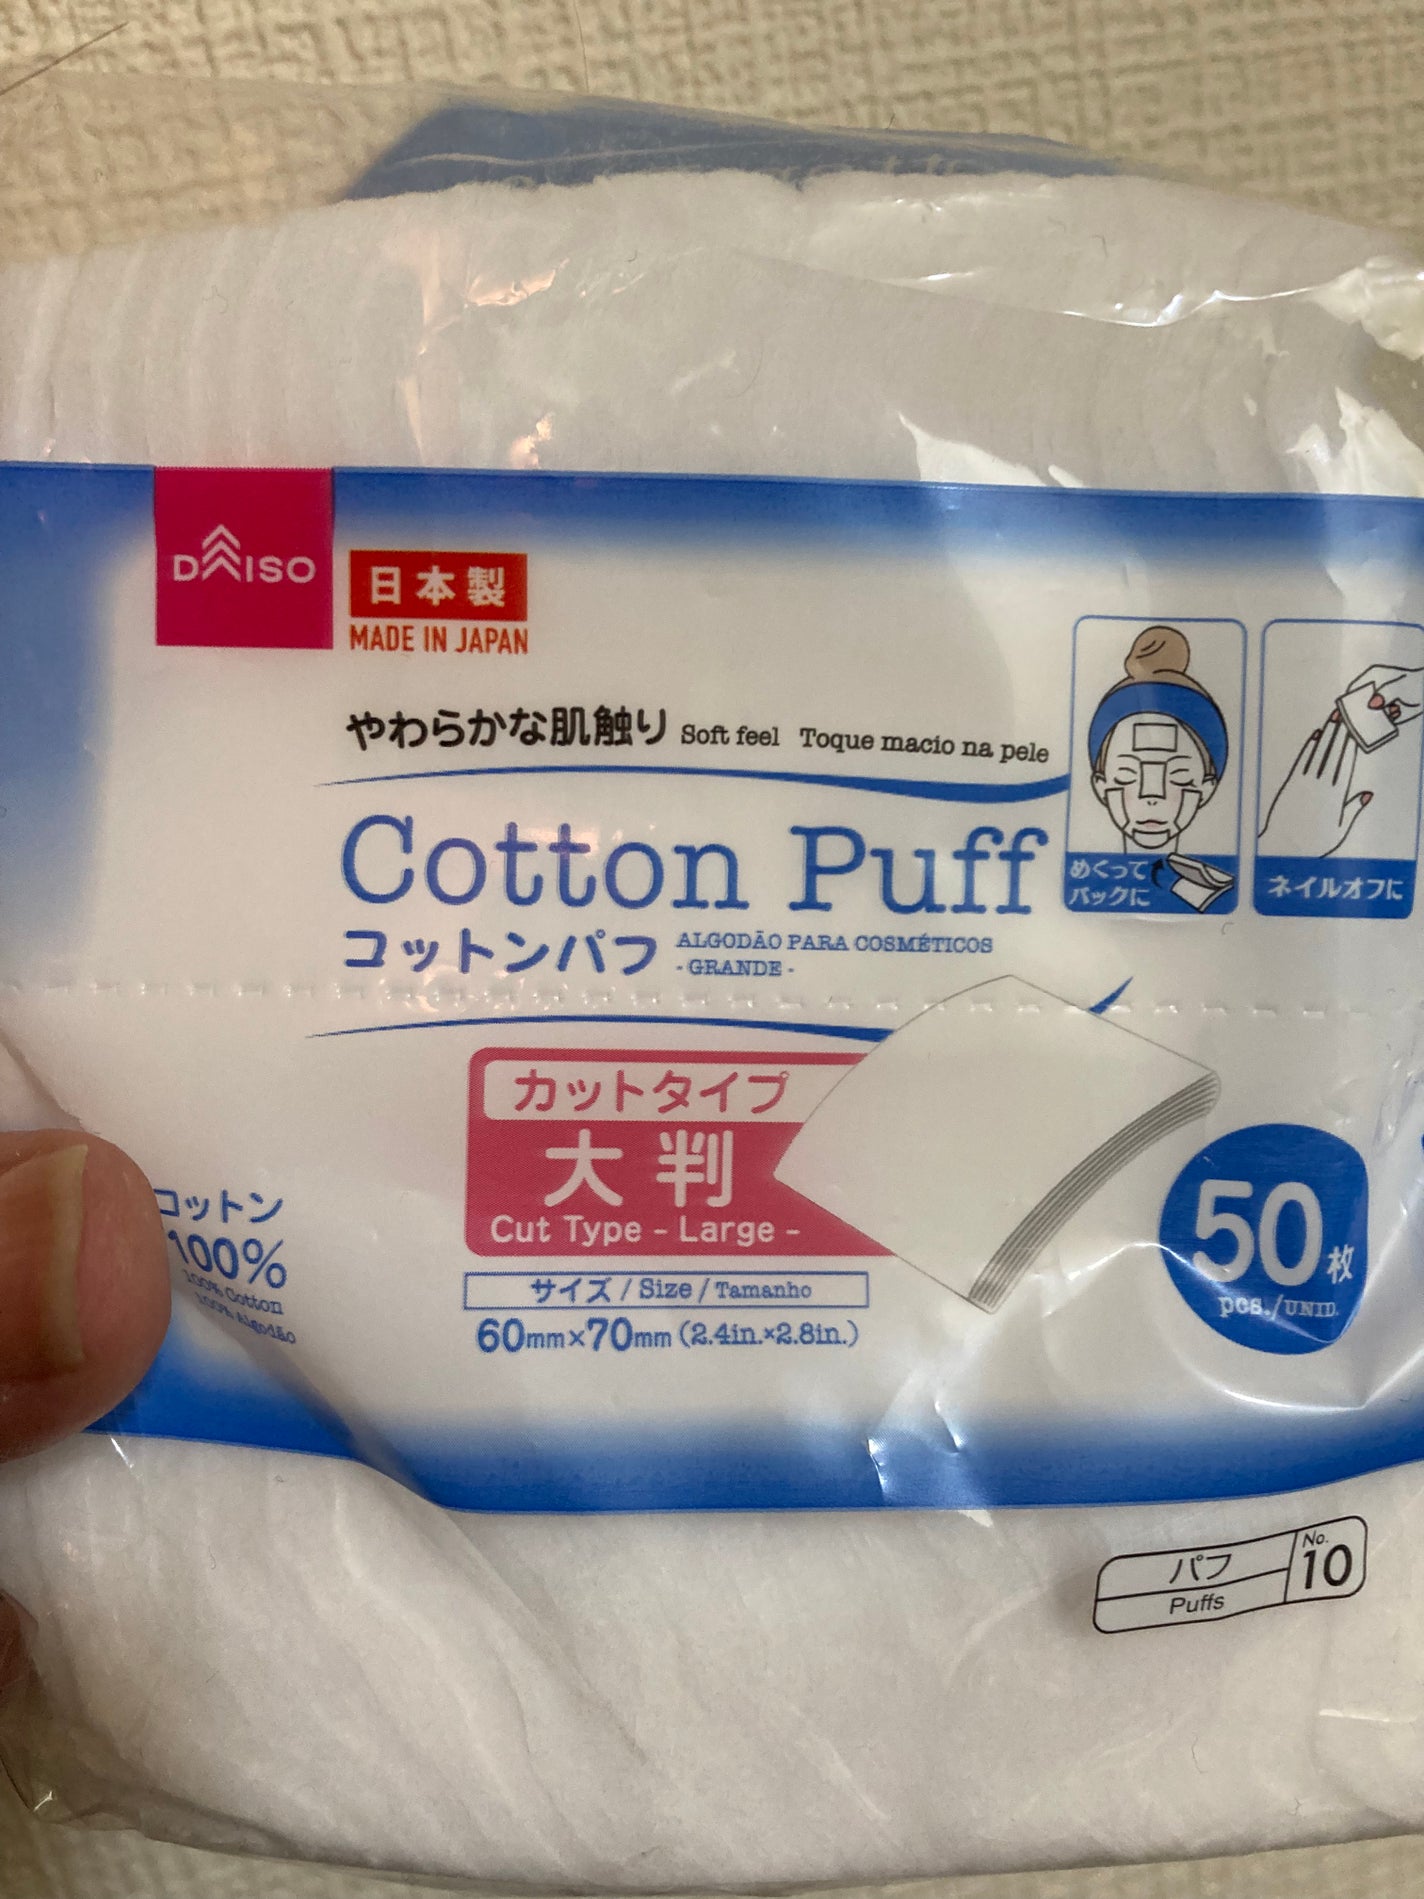 DAISO
日本製
MADE IN JAPAN
やわらかな肌触り Soft feel Toque macio na pele
Cotton Puff
コットンパフ ALGODÃO PARA COSMÉTICOS
- GRANDE -
めくって
パックに
ネイルオフに
カットタイプ
大判
Cut Type - Large -
サイズ / Size / Tamanho
60mm×70mm (2.4in.×2.8in.)
コットン
100%
100% Cotton
100% Algodão
50枚
pcs./UNID.
パフ
Puffs
No.
10